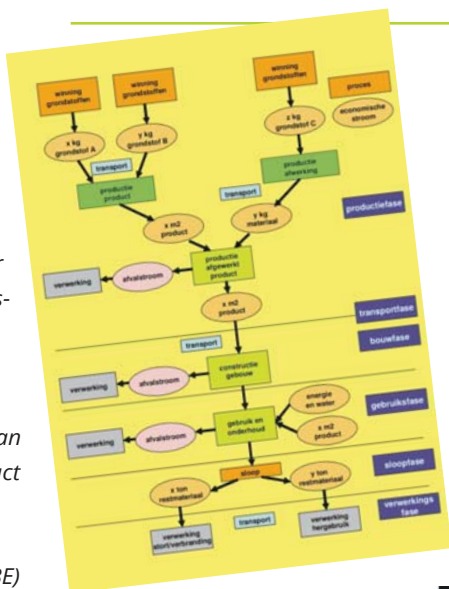 winning
grondstoffen
winning
grondstoffen
winning
grondstoffen
proces
x kg
grondstof A
y kg
grondstof B
z kg
grondstof C
economische
stroom
transport
productie
product
productie
afwerking
transport
x m2
product
y kg
materiaal
productiefase
productie
afgewerkt
product
afvalstroom
verwerking
x m2
product
transportfase
transport
bouwfase
constructie
gebouw
afvalstroom
verwerking
energie
en water
gebruiksfase
gebruik en
onderhoud
x m2
product
afvalstroom
verwerking
sloop
sloopfase
x ton
restmateriaal
y ton
restmateriaal
verwerkings
fase
transport
verwerking
stort/verbranding
verwerking
hergebruik
r
s-
an
ct
BE)